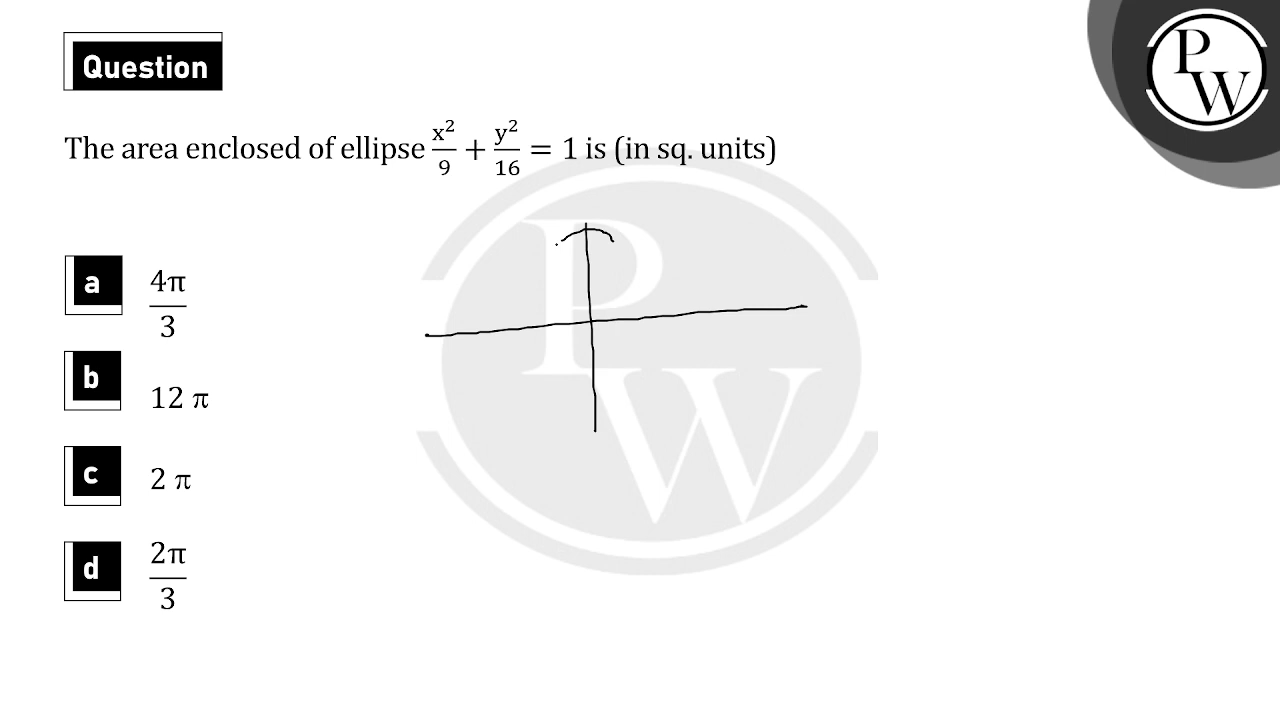 Question
P
W
The area enclosed of ellipse x²/9 + y²/16 = 1 is (in sq. units)
P
W
a 4π/3
b 12 π
c 2 π
d 2π/3